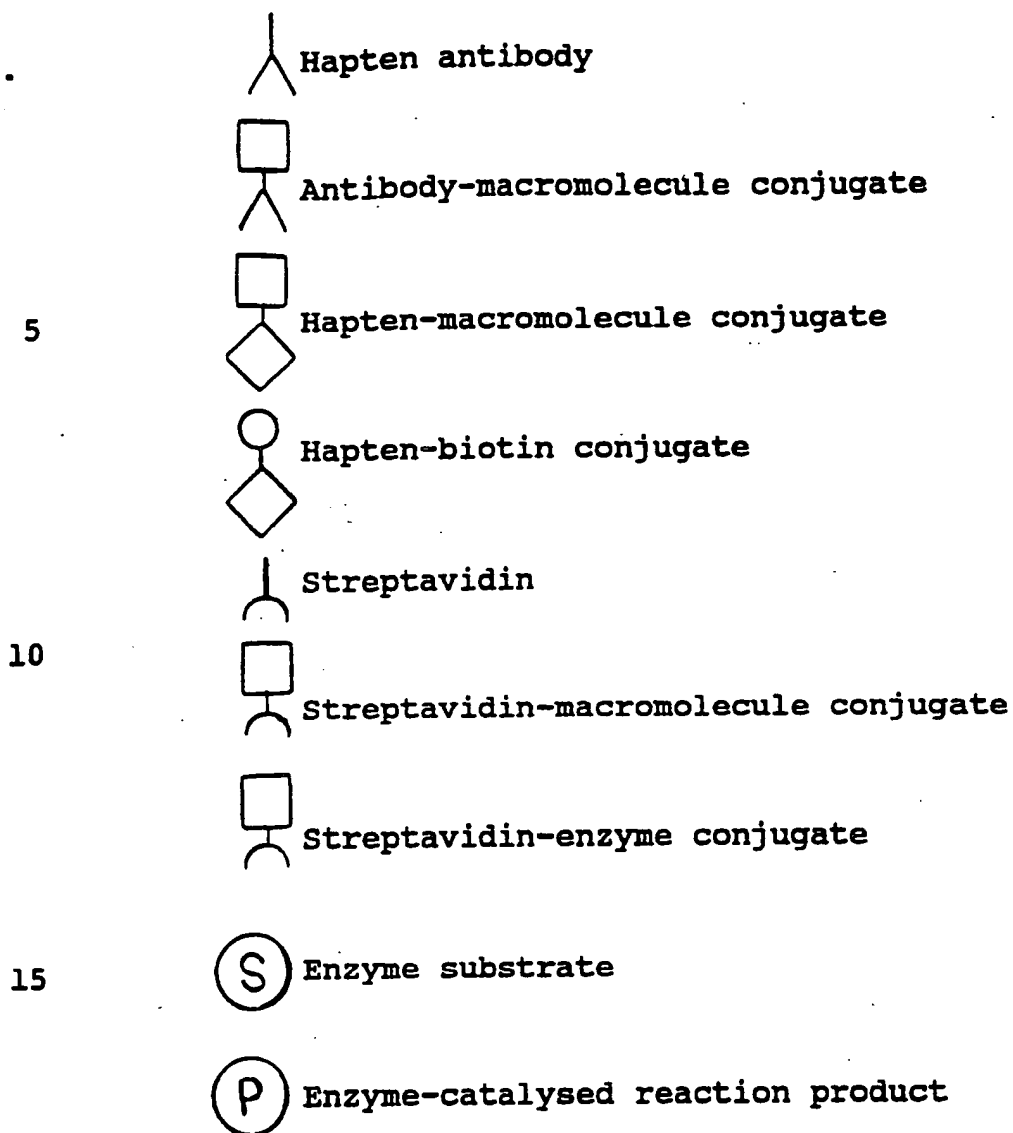 Hapten antibody
Antibody-macromolecule conjugate
5 Hapten-macromolecule conjugate
Hapten-biotin conjugate
Streptavidin
10
Streptavidin-macromolecule conjugate
Streptavidin-enzyme conjugate
15 S Enzyme substrate
P Enzyme-catalysed reaction product